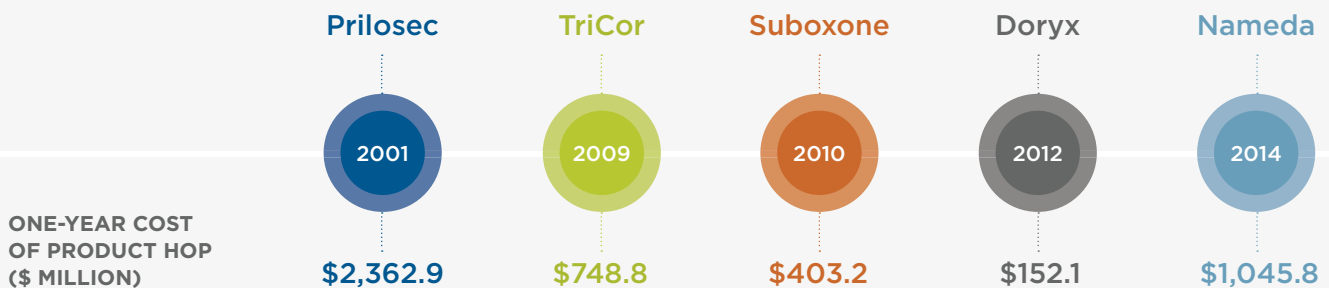 Prilosec TriCor Suboxone Doryx Nameda
2001 2009 2010 2012 2014
ONE-YEAR COST
OF PRODUCT HOP
($ MILLION) $2,362.9 $748.8 $403.2 $152.1 $1,045.8